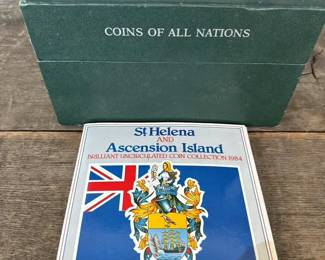 COINS OF ALL NATIONS
St Helena
AND
Ascension Island
BRILLIANT UNCIRCULATED COIN COLLECTION 1984